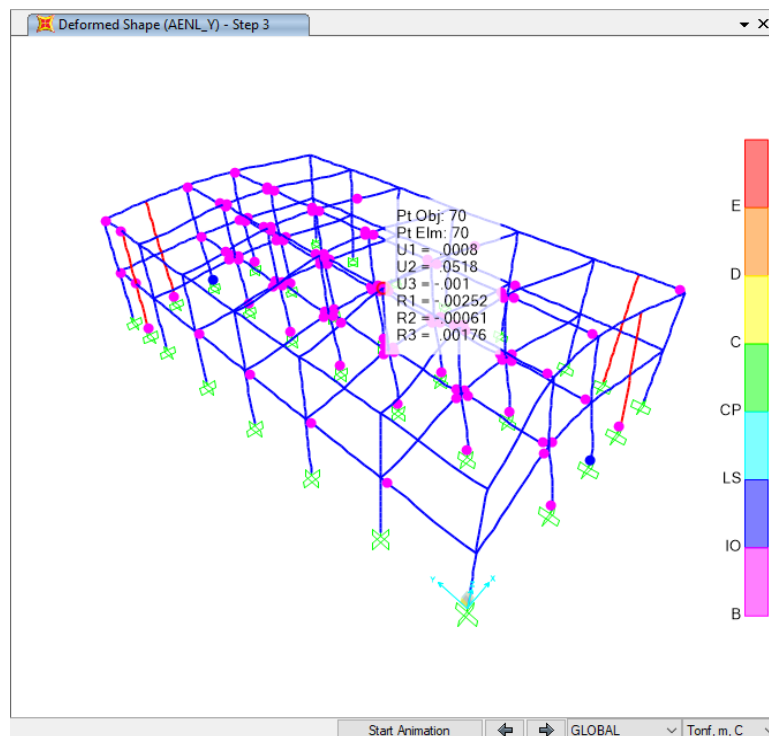 Deformed Shape (AENL_Y) - Step 3
Pt Obj: 70
Pt Elm: 70
U1 = .0008
U2 = .0518
U3 = -.001
R1 = -.00252
R2 = -.00061
R3 = .00176
E
D
C
CP
LS
IO
B
Y
X
Start Animation
GLOBAL
Tonf, m, C